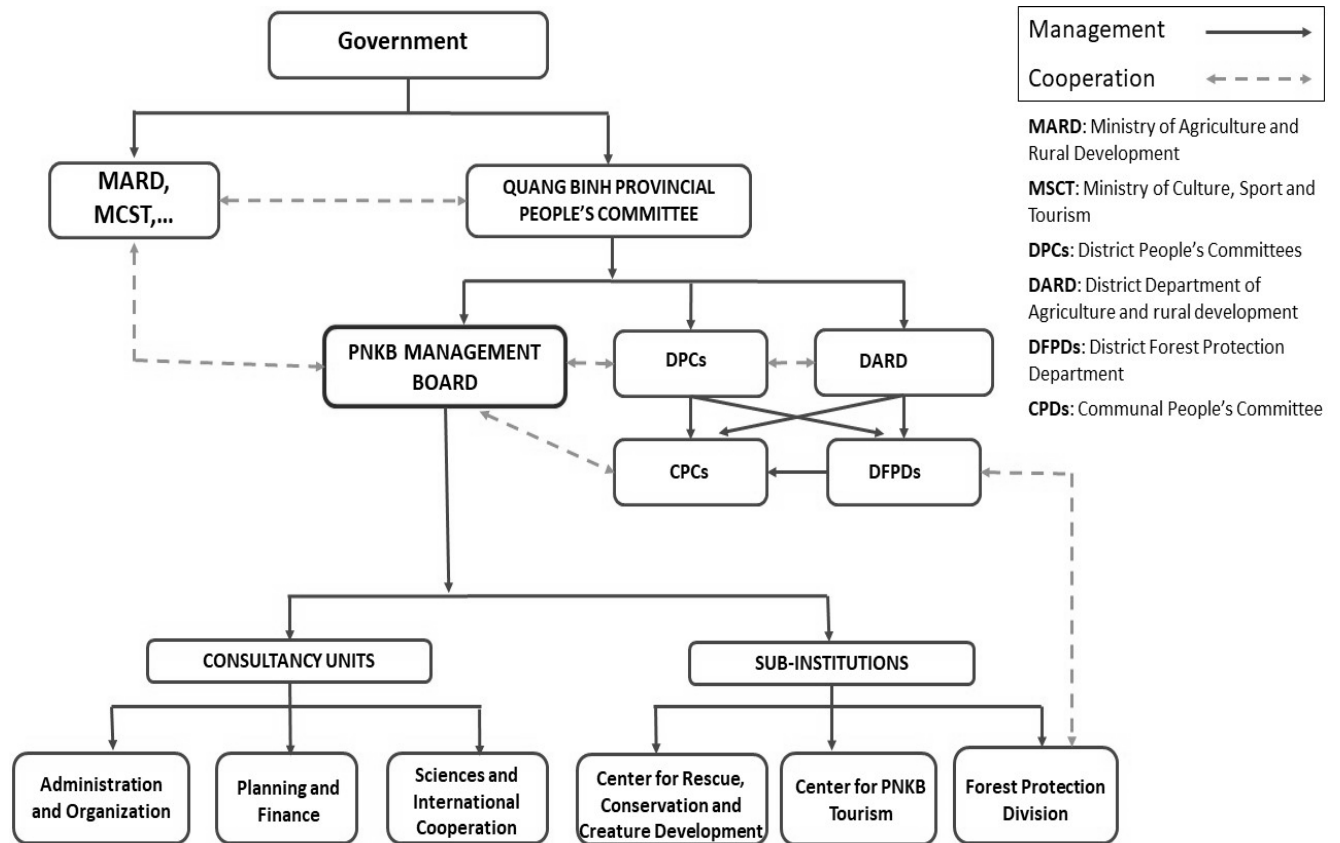 Government
Management
Cooperation
MARD: Ministry of Agriculture and
Rural Development
MSCT: Ministry of Culture, Sport and
Tourism
DPCs: District People’s Committees
DARD: District Department of
Agriculture and rural development
DFPDs: District Forest Protection
Department
CPDs: Communal People’s Committee
MARD,
MCST,...
QUANG BINH PROVINCIAL
PEOPLE’S COMMITTEE
PNKB MANAGEMENT
BOARD
DPCs
DARD
CPCs
DFPDs
CONSULTANCY UNITS
SUB-INSTITUTIONS
Administration
and Organization
Planning and
Finance
Sciences and
International
Cooperation
Center for Rescue,
Conservation and
Creature Development
Center for PNKB
Tourism
Forest Protection
Division